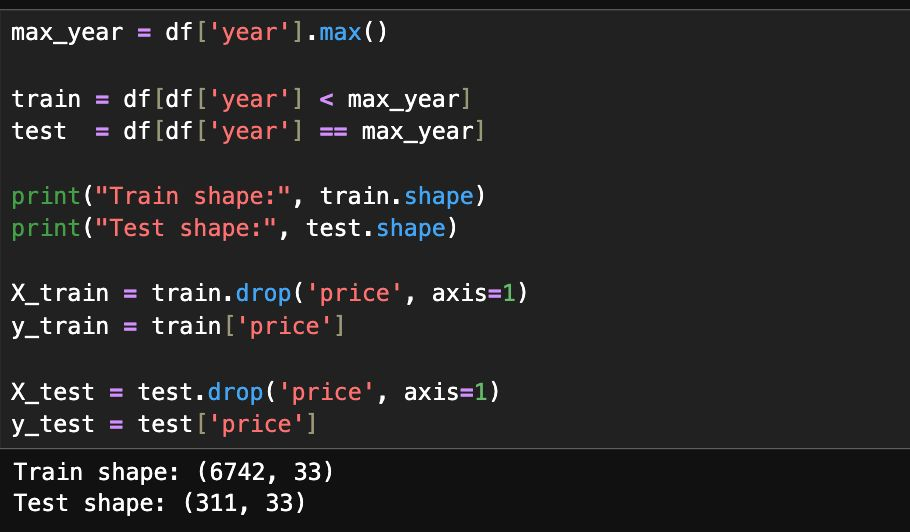 max_year = df['year'].max()
train = df[df['year'] < max_year]
test  = df[df['year'] == max_year]
print("Train shape:", train.shape)
print("Test shape:", test.shape)
X_train = train.drop('price', axis=1)
y_train = train['price']
X_test = test.drop('price', axis=1)
y_test = test['price']
Train shape: (6742, 33)
Test shape: (311, 33)